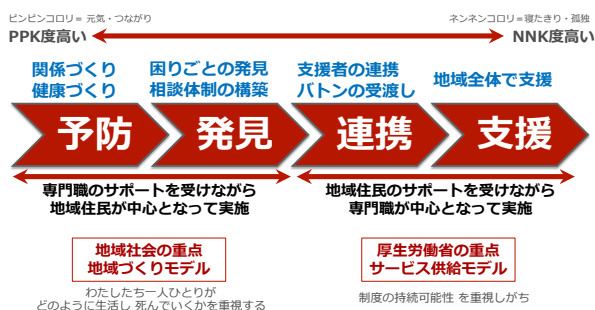 ピンピンコロリ= 元気・つながり
ネンネンコロリ=寝たきり・孤独
PPK度高い
NNK度高い
関係づくり
健康づくり
困りごとの発見
相談体制の構築
支援者の連携
バトンの受渡し
地域全体で支援
予防
発見
連携
支援
専門職のサポートを受けながら
地域住民が中心となって実施
地域住民のサポートを受けながら
専門職が中心となって実施
地域社会の重点
地域づくりモデル
厚生労働省の重点
サービス供給モデル
わたしたち一人ひとりが
どのように生活し 死んでいくかを重視する
制度の持続可能性 を重視しがち